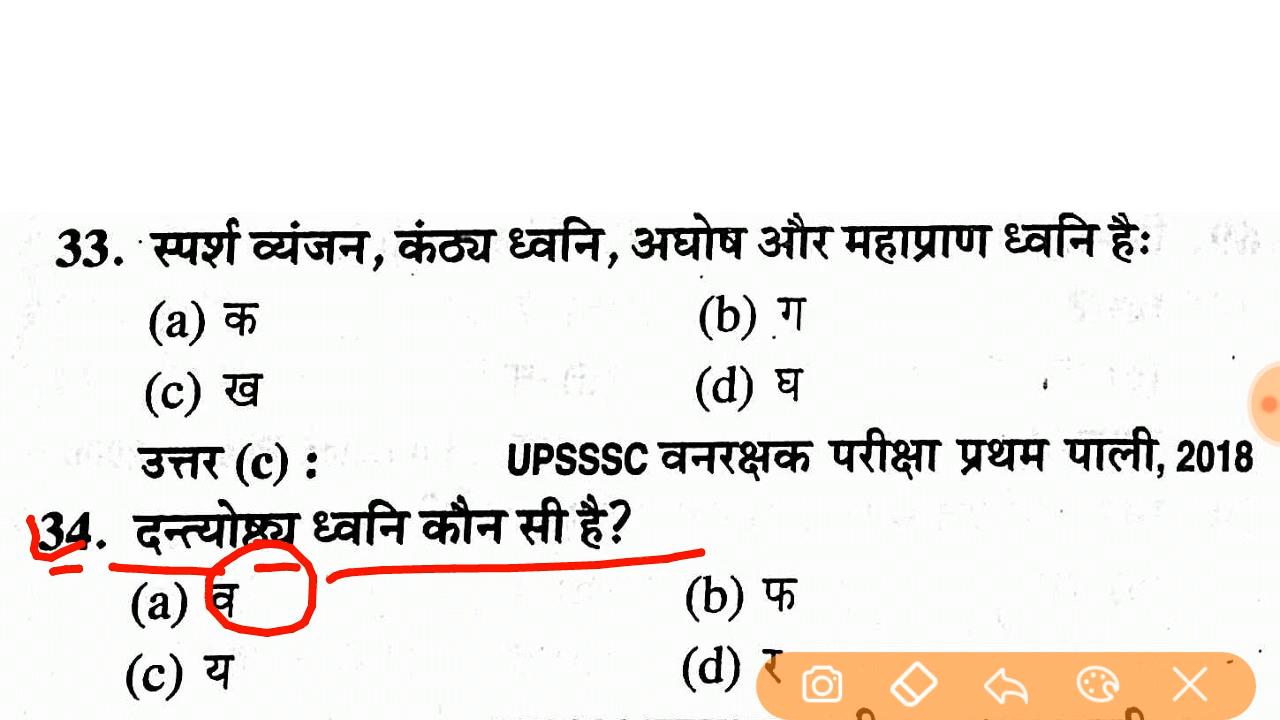 33. स्पर्श व्यंजन, कंठ्य ध्वनि, अघोष और महाप्राण ध्वनि है:
(a) क (b) ग
(c) ख (d) घ
उत्तर (c) : UPSSSC वनरक्षक परीक्षा प्रथम पाली, 2018
34. दन्त्योष्ठ्य ध्वनि कौन सी है?
(a) व (b) फ
(c) य (d) र